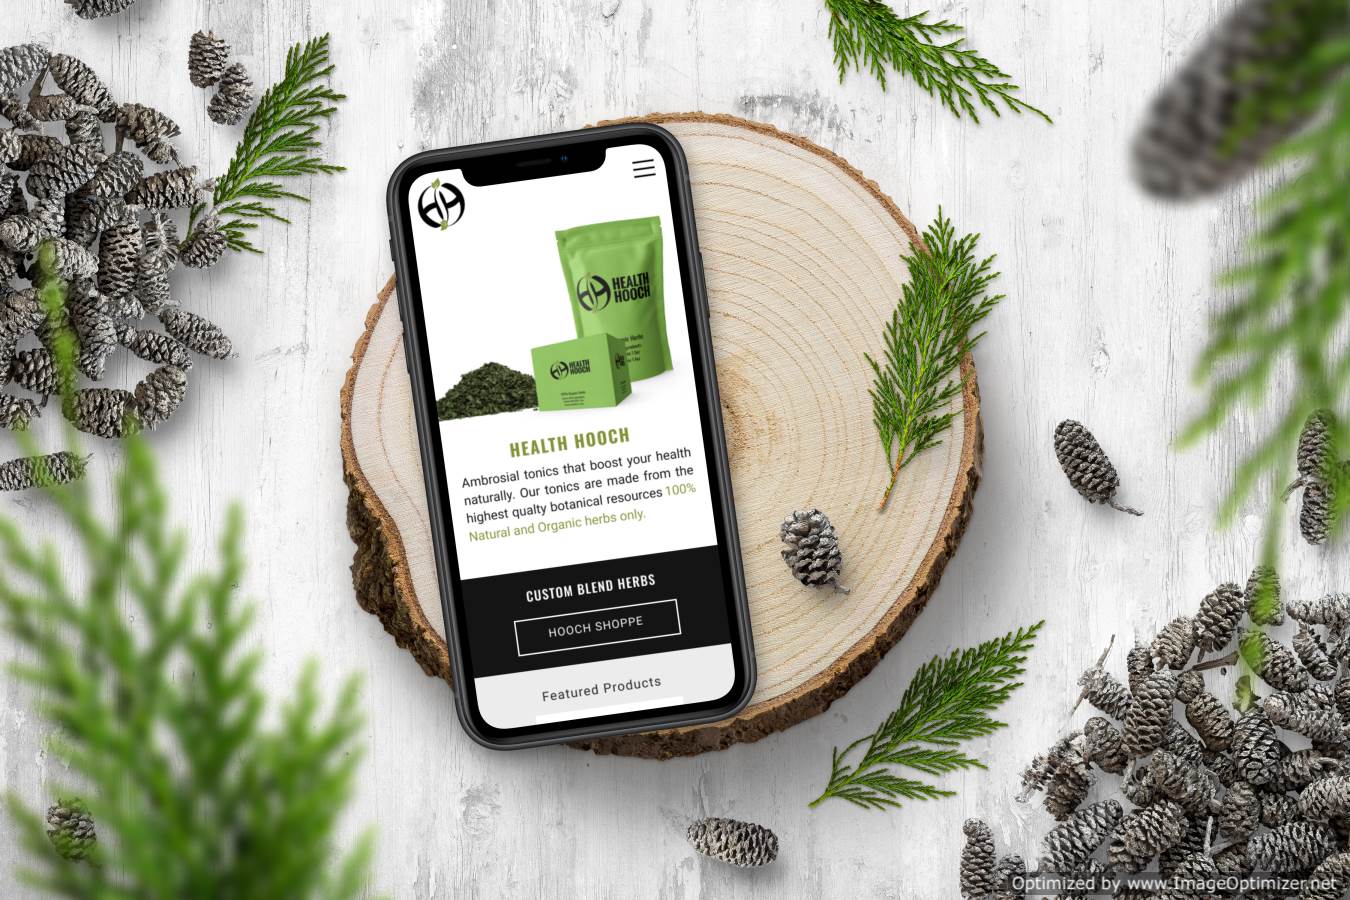 HEALTH
HOOCH
HEALTH
HOOCH
HEALTH HOOCH
Ambrosial tonics that boost your health
naturally. Our tonics are made from the
highest qualty botanical resources 100%
Natural and Organic herbs only.
CUSTOM BLEND HERBS
HOOCH SHOPPE
Featured Products
Optimized by www.ImageOptimizer.net